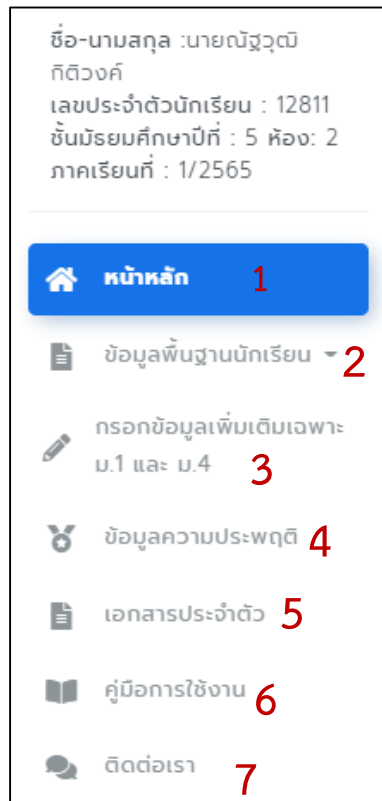 ชื่อ-นามสกุล :นายณัฐวุฒิ
กิติวงค์
เลขประจำตัวนักเรียน : 12811
ชั้นมัธยมศึกษาปีที่ : 5 ห้อง: 2
ภาคเรียนที่ : 1/2565
หน้าหลัก 1
ข้อมูลพื้นฐานนักเรียน 2
กรอกข้อมูลเพิ่มเติมเฉพาะ
ม.1 และ ม.4 3
ข้อมูลความประพฤติ 4
เอกสารประจำตัว 5
คู่มือการใช้งาน 6
ติดต่อเรา 7